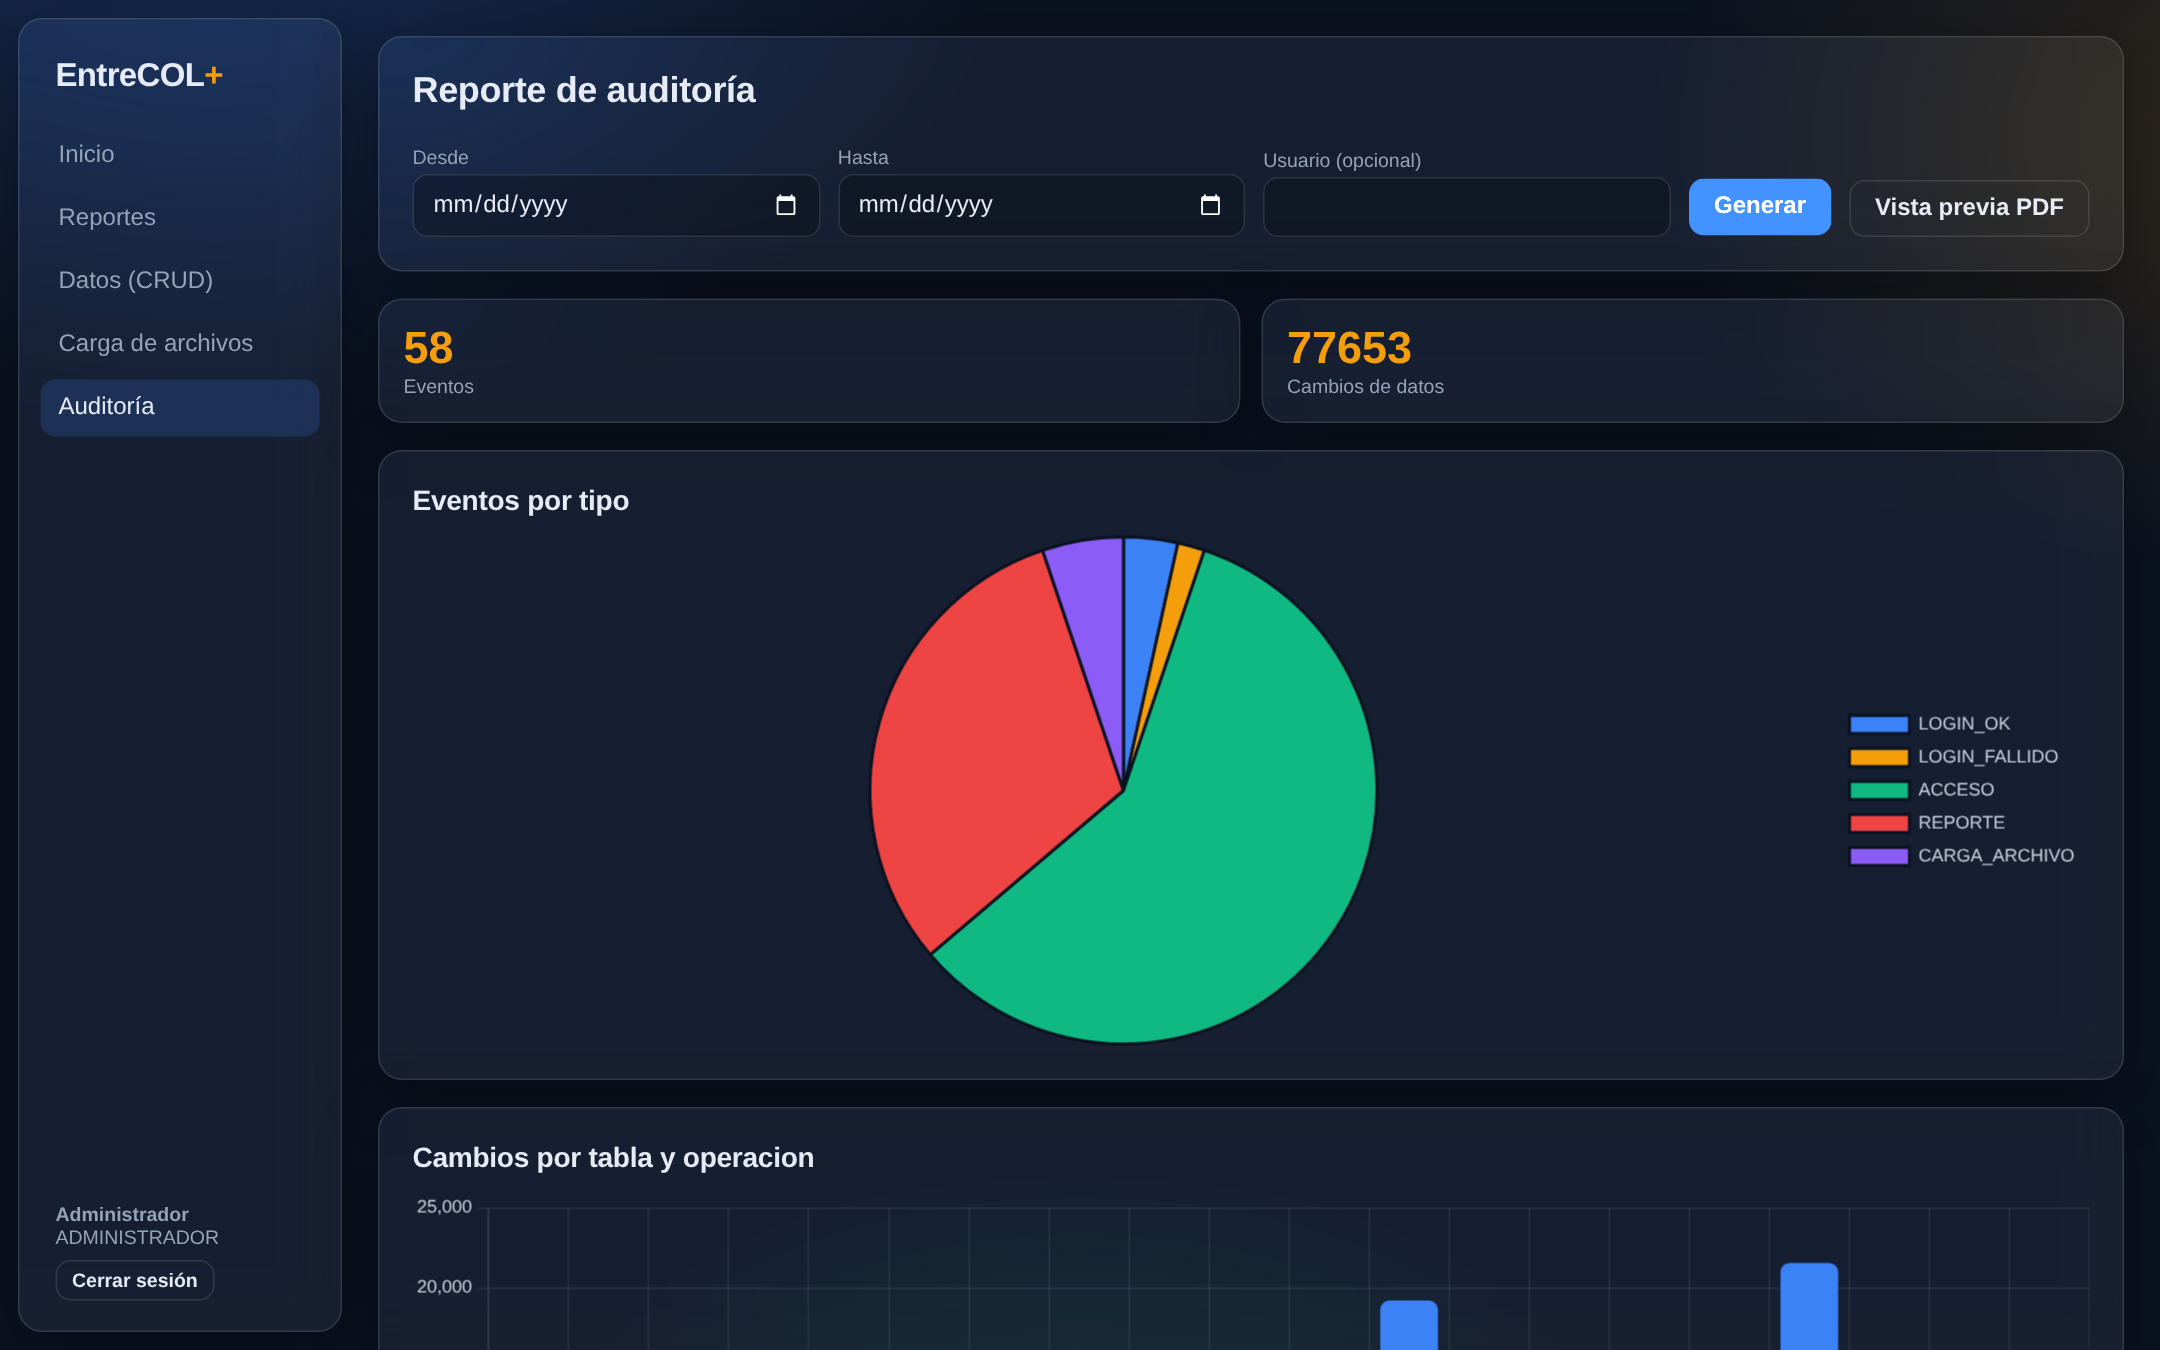 EntreCOL+
Inicio
Reportes
Datos (CRUD)
Carga de archivos
Auditoría
Administrador
ADMINISTRADOR
Cerrar sesión
Reporte de auditoría
Desde
Hasta
Usuario (opcional)
mm/dd/yyyy
mm/dd/yyyy
Generar
Vista previa PDF
58
Eventos
77653
Cambios de datos
Eventos por tipo
LOGIN_OK
LOGIN_FALLIDO
ACCESO
REPORTE
CARGA_ARCHIVO
Cambios por tabla y operacion
25,000
20,000